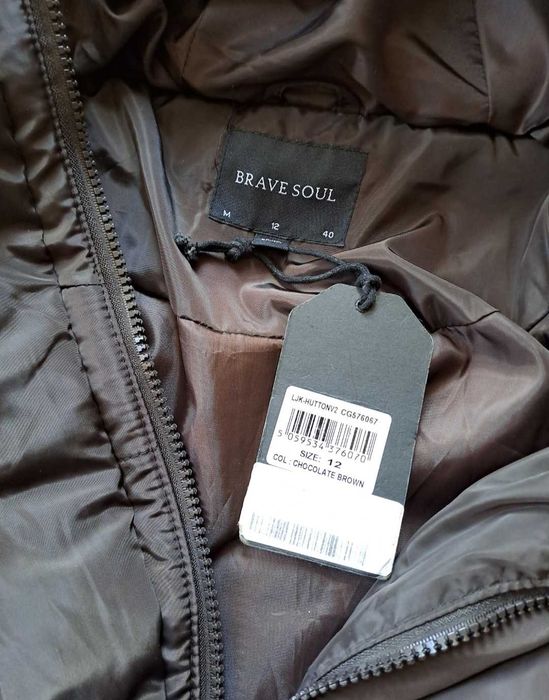 BRAVE SOUL
M 12 40
LJK-HUTTONV2 CG576067
5 059534 376070
SIZE: 12
COL : CHOCOLATE BROWN